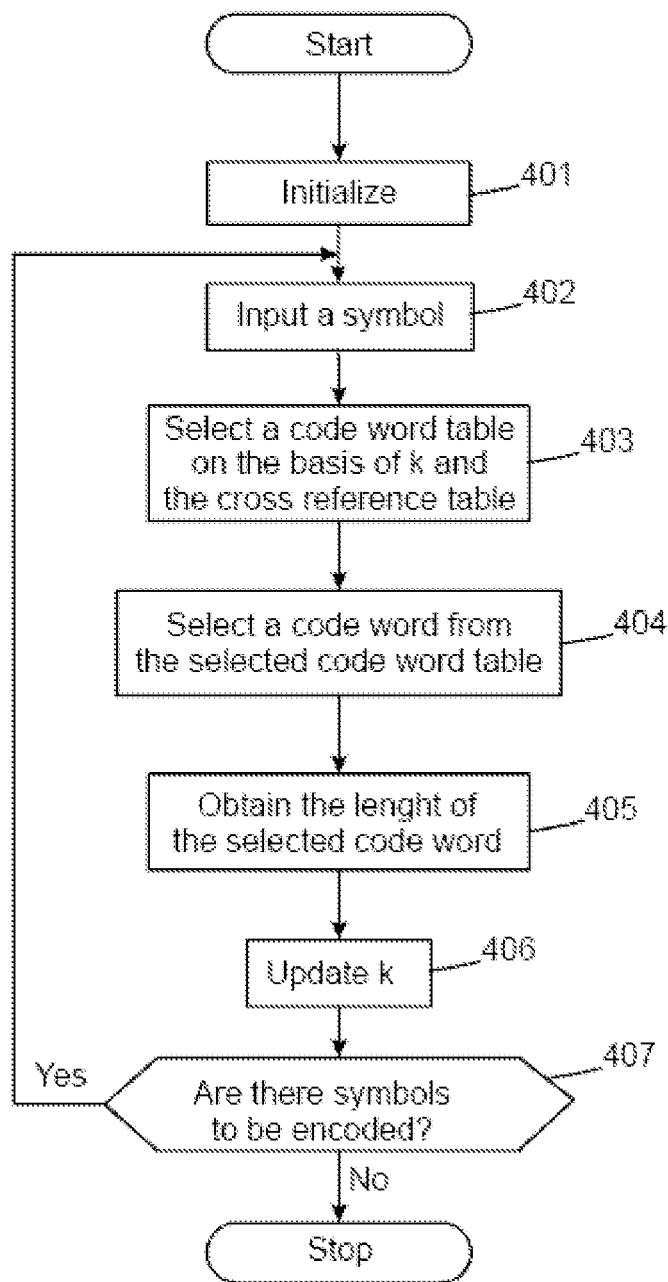 Start
401
Initialize
402
Input a symbol
Select a code word table
on the basis of k and
the cross reference table
403
Select a code word from
the selected code word table
404
Obtain the lenght of
the selected code word
405
406
Update k
407
Yes
Are there symbols
to be encoded?
No
Stop